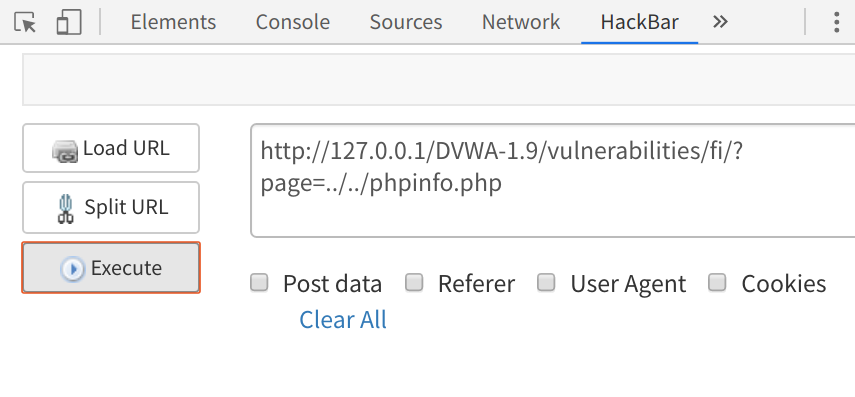 Elements Console Sources Network HackBar
Load URL
Split URL
Execute
http://127.0.0.1/DVWA-1.9/vulnerabilities/fi/?
page=../../phpinfo.php
Post data Referer User Agent Cookies
Clear All